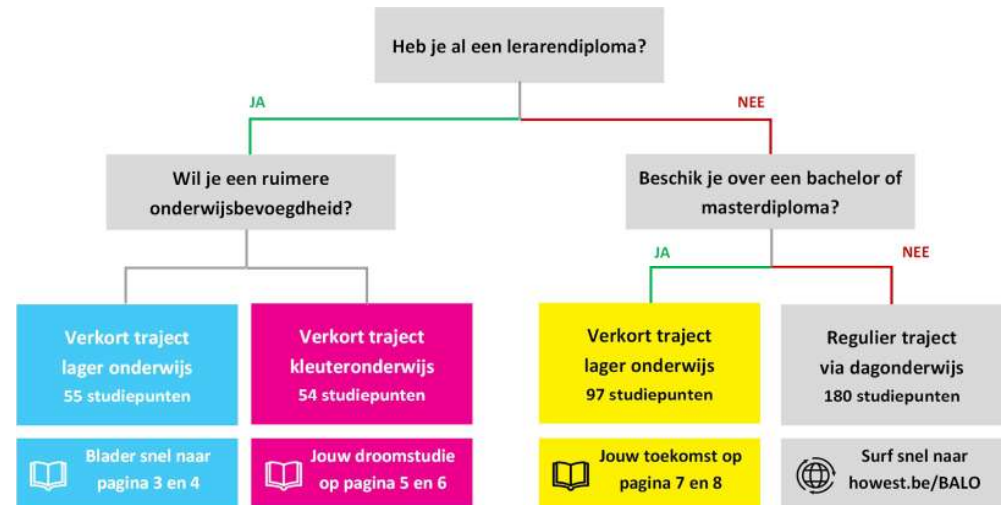 Heb je al een lerarendiploma?
JA
NEE
Wil je een ruimere
onderwijsbevoegdheid?
Beschik je over een bachelor of
masterdiploma?
JA
NEE
Verkort traject
lager onderwijs
55 studiepunten
Verkort traject
kleuteronderwijs
54 studiepunten
Verkort traject
lager onderwijs
97 studiepunten
Regulier traject
via dagonderwijs
180 studiepunten
Blader snel naar
pagina 3 en 4
Jouw droomstudie
op pagina 5 en 6
Jouw toekomst op
pagina 7 en 8
Surf snel naar
howest.be/BALO